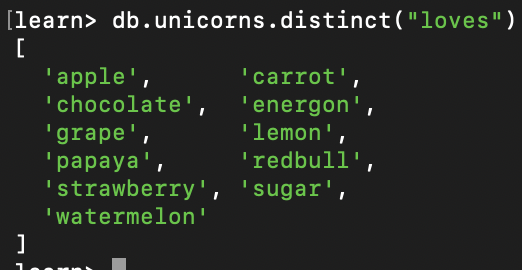 [learn> db.unicorns.distinct("loves")
[
  'apple',      'carrot',
  'chocolate',  'energon',
  'grape',      'lemon',
  'papaya',     'redbull',
  'strawberry', 'sugar',
  'watermelon'
]
learn>